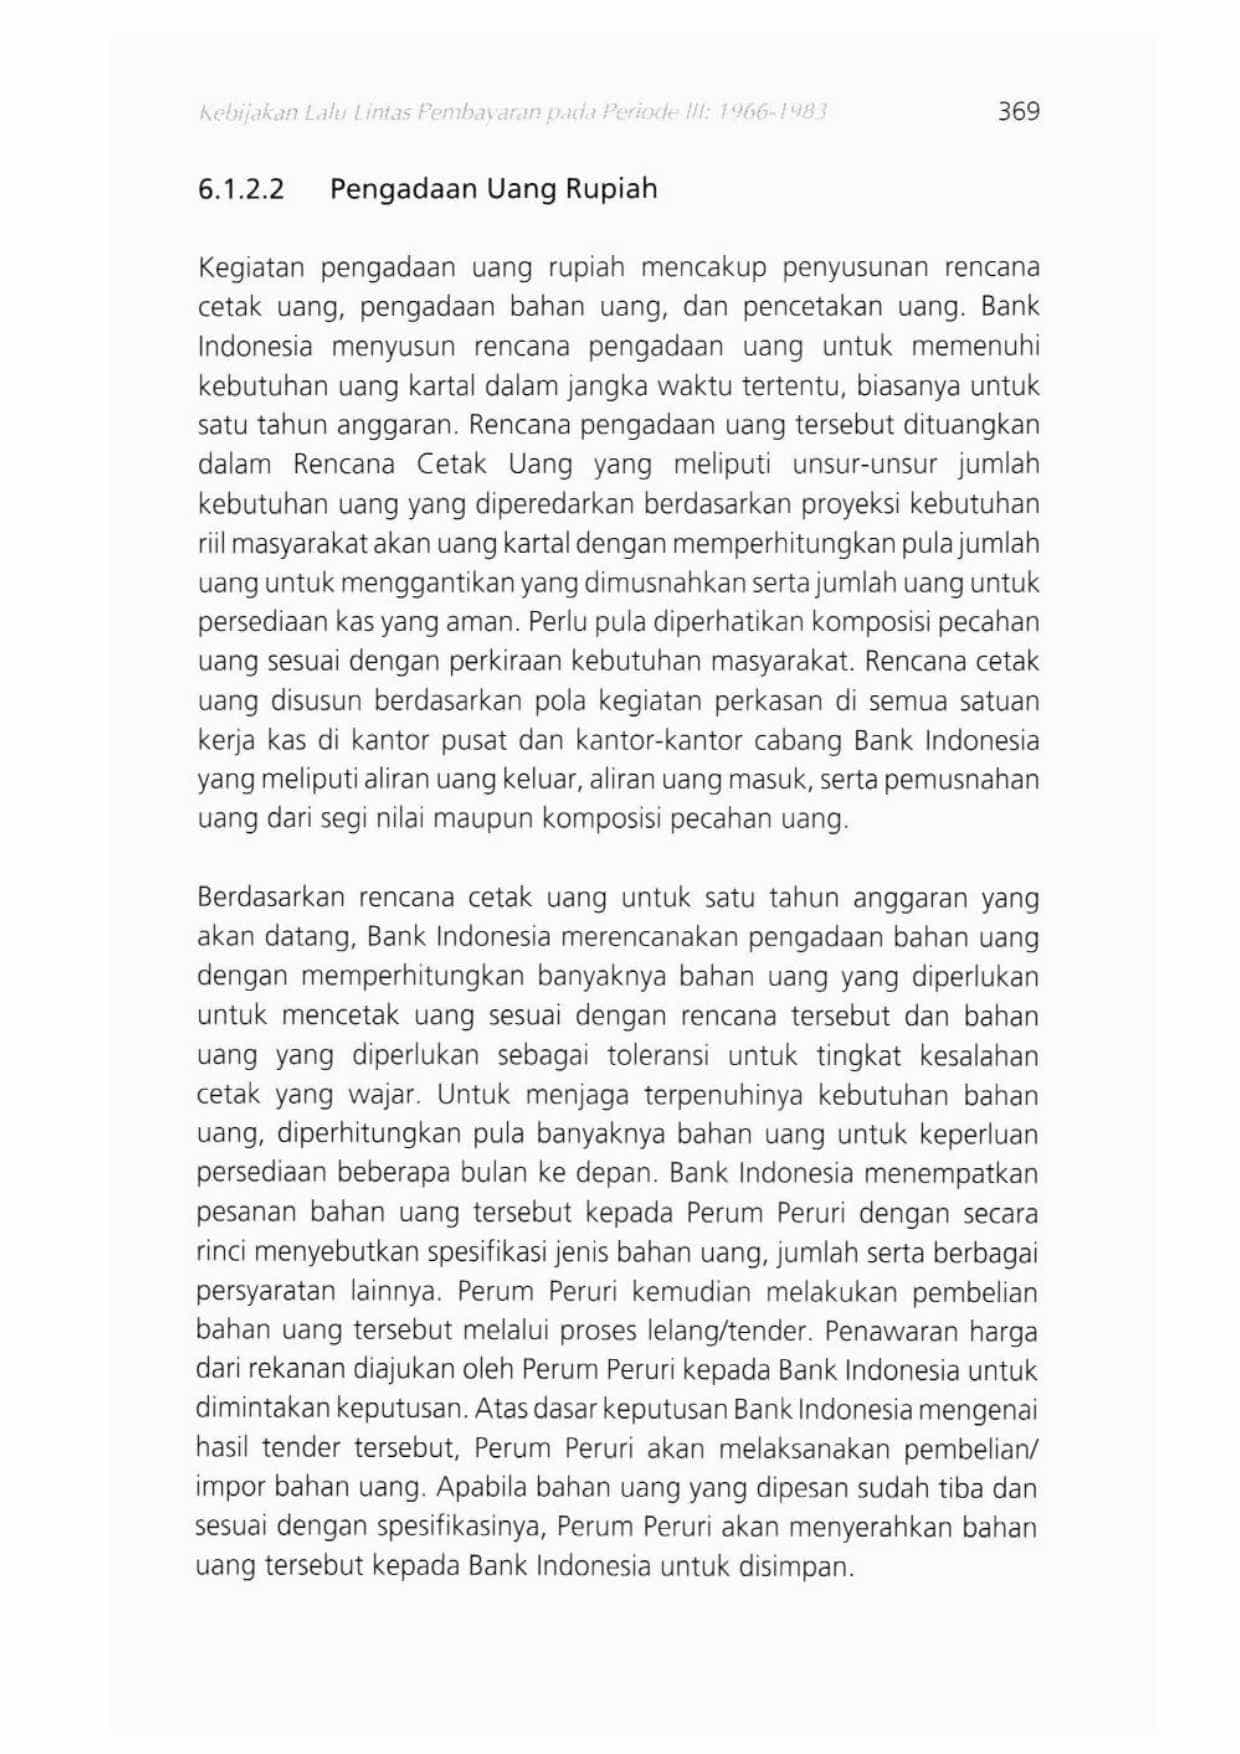 Kebijakan Lalu Lintas Pembayaran pada Periode III: 1966-1983 369
6.1.2.2 Pengadaan Uang Rupiah
Kegiatan pengadaan uang rupiah mencakup penyusunan rencana
cetak uang, pengadaan bahan uang, dan pencetakan uang. Bank
Indonesia menyusun rencana pengadaan uang untuk memenuhi
kebutuhan uang kartal dalam jangka waktu tertentu, biasanya untuk
satu tahun anggaran. Rencana pengadaan uang tersebut dituangkan
dalam Rencana Cetak Uang yang meliputi unsur-unsur jumlah
kebutuhan uang yang diperedarkan berdasarkan proyeksi kebutuhan
riil masyarakat akan uang kartal dengan memperhitungkan pula jumlah
uang untuk menggantikan yang dimusnahkan serta jumlah uang untuk
persediaan kas yang aman. Perlu pula diperhatikan komposisi pecahan
uang sesuai dengan perkiraan kebutuhan masyarakat. Rencana cetak
uang disusun berdasarkan pola kegiatan perkasan di semua satuan
kerja kas di kantor pusat dan kantor-kantor cabang Bank Indonesia
yang meliputi aliran uang keluar, aliran uang masuk, serta pemusnahan
uang dari segi nilai maupun komposisi pecahan uang.
Berdasarkan rencana cetak uang untuk satu tahun anggaran yang
akan datang, Bank Indonesia merencanakan pengadaan bahan uang
dengan memperhitungkan banyaknya bahan uang yang diperlukan
untuk mencetak uang sesuai dengan rencana tersebut dan bahan
uang yang diperlukan sebagai toleransi untuk tingkat kesalahan
cetak yang wajar. Untuk menjaga terpenuhinya kebutuhan bahan
uang, diperhitungkan pula banyaknya bahan uang untuk keperluan
persediaan beberapa bulan ke depan. Bank Indonesia menempatkan
pesanan bahan uang tersebut kepada Perum Peruri dengan secara
rinci menyebutkan spesifikasi jenis bahan uang, jumlah serta berbagai
persyaratan lainnya. Perum Peruri kemudian melakukan pembelian
bahan uang tersebut melalui proses lelang/tender. Penawaran harga
dari rekanan diajukan oleh Perum Peruri kepada Bank Indonesia untuk
dimintakan keputusan. Atas dasar keputusan Bank Indonesia mengenai
hasil tender tersebut, Perum Peruri akan melaksanakan pembelian/
impor bahan uang. Apabila bahan uang yang dipesan sudah tiba dan
sesuai dengan spesifikasinya, Perum Peruri akan menyerahkan bahan
uang tersebut kepada Bank Indonesia untuk disimpan.